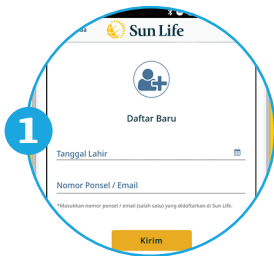 Sun Life
Daftar Baru
Tanggal Lahir
Nomor Ponsel / Email
*Masukkan nomor ponsel / email (salah satu) yang didaftarkan di Sun Life.
Kirim
1